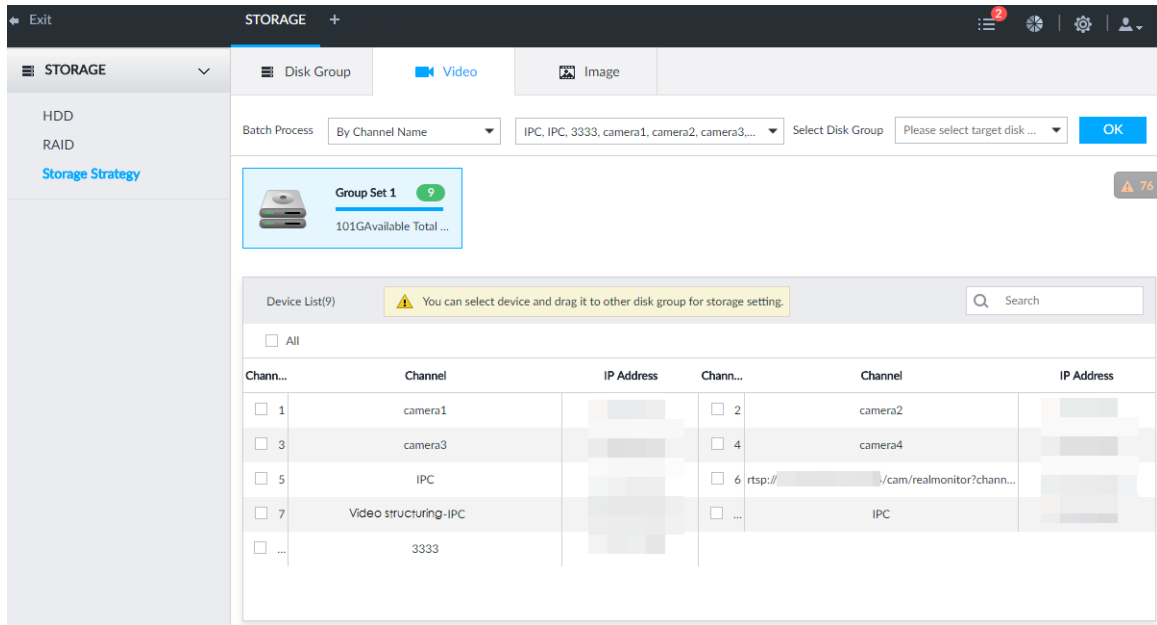 Exit STORAGE + 2
STORAGE Disk Group Video Image
HDD
RAID
Storage Strategy
Batch Process By Channel Name IPC, IPC, 3333, camera1, camera2, camera3,... Select Disk Group Please select target disk ... OK
Group Set 1 9
101GAvailable Total ...
76
Device List(9) You can select device and drag it to other disk group for storage setting. Search
All
Chann... Channel IP Address Chann... Channel IP Address
1 camera1 2 camera2
3 camera3 4 camera4
5 IPC 6 rtsp:// /cam/realmonitor?chann...
7 Video structuring-IPC ... IPC
... 3333